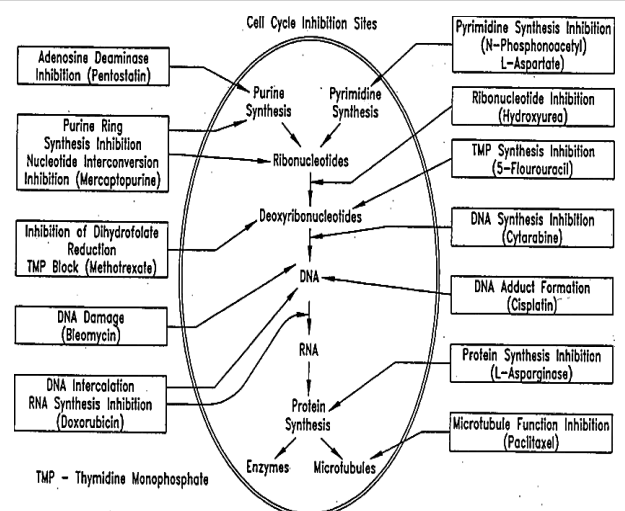 Cell Cycle Inhibition Sites
Adenosine Deaminase
Inhibition (Pentostatin)
Purine Ring
Synthesis Inhibition
Nucleotide Interconversion
Inhibition (Mercaptopurine)
Inhibition of Dihydrofolate
Reduction
TMP Block (Methotrexate)
DNA Damage
(Bleomycin)
DNA Intercalation
RNA Synthesis Inhibition
(Doxorubicin)
TMP - Thymidine Monophosphate
Purine
Synthesis
Pyrimidine
Synthesis
Ribonucleotides
Deoxyribonucleotides
DNA
RNA
Protein
Synthesis
Enzymes
Microtubules
Pyrimidine Synthesis Inhibition
(N-Phosphonoacetyl)
L-Aspartate)
Ribonucleotide Inhibition
(Hydroxyurea)
TMP Synthesis Inhibition
(5-Flourouracil)
DNA Synthesis Inhibition
(Cytarabine)
DNA Adduct Formation
(Cisplatin)
Protein Synthesis Inhibition
(L-Asparginase)
Microtubule Function Inhibition
(Paclitaxel)